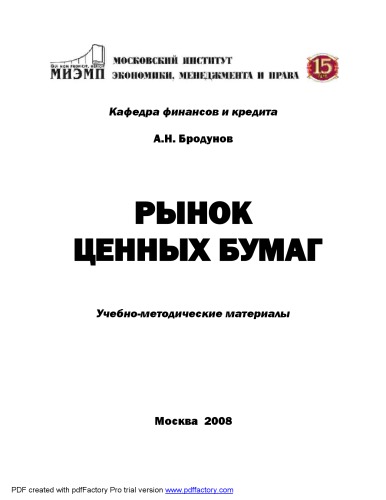 МИЭМП
МОСКОВСКИЙ ИНСТИТУТ
ЭКОНОМИКИ, МЕНЕДЖМЕНТА И ПРАВА
15
лет
Кафедра финансов и кредита
А.Н. Бродунов
РЫНОК
ЦЕННЫХ БУМАГ
Учебно-методические материалы
Москва 2008
PDF created with pdfFactory Pro trial version www.pdffactory.com